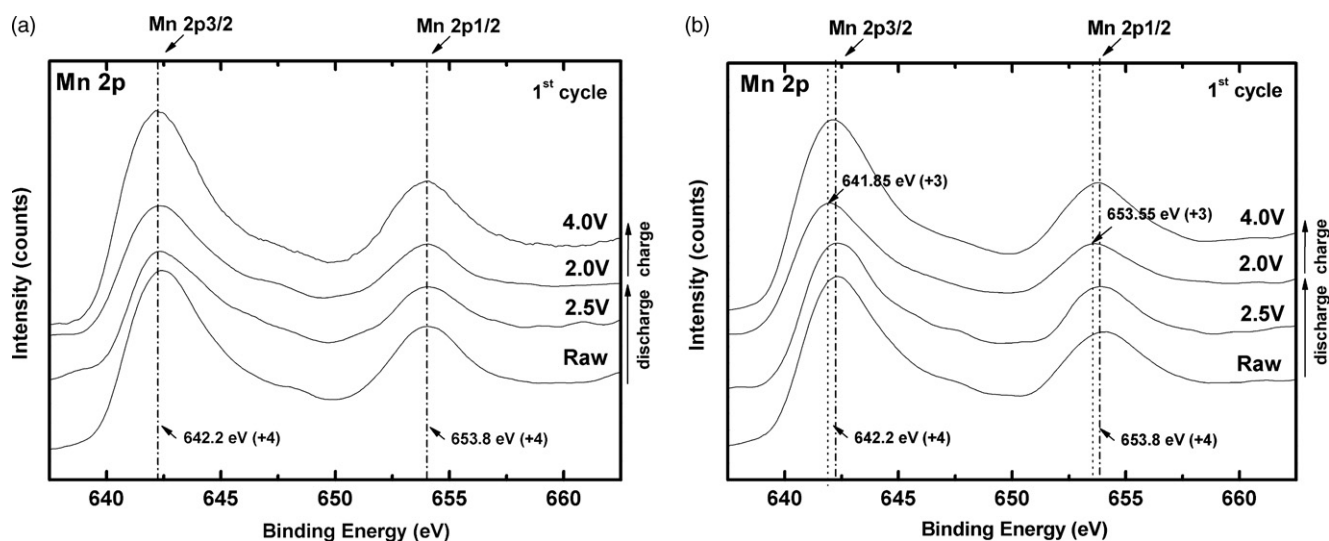 (a)
Mn 2p3/2
Mn 2p1/2
Mn 2p
1st cycle
4.0V
2.0V
2.5V
Raw
charge
discharge
642.2 eV (+4)
653.8 eV (+4)
640
645
650
655
660
Intensity (counts)
Binding Energy (eV)
(b)
Mn 2p3/2
Mn 2p1/2
Mn 2p
1st cycle
641.85 eV (+3)
653.55 eV (+3)
4.0V
2.0V
2.5V
Raw
charge
discharge
642.2 eV (+4)
653.8 eV (+4)
640
645
650
655
660
Intensity (counts)
Binding Energy (eV)